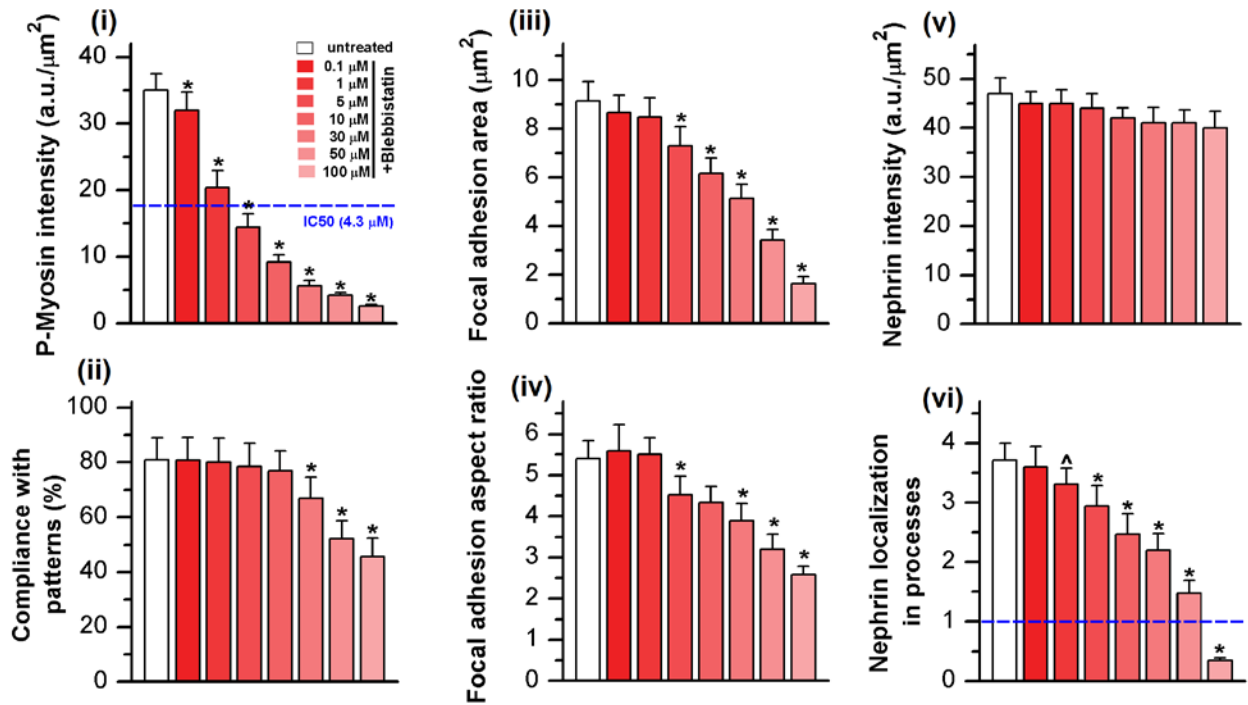 (i)
P-Myosin intensity (a.u./μm²)
40
30
20
10
0
untreated
0.1 μM
1 μM
5 μM
10 μM
30 μM
50 μM
100 μM
+Blebbistatin
* * * * * * *
IC50 (4.3 μM)
(iii)
Focal adhesion area (μm²)
10
8
6
4
2
0
* * * * *
(v)
Nephrin intensity (a.u./μm²)
50
40
30
20
10
0
(ii)
Compliance with
patterns (%)
100
80
60
40
20
0
* * *
(iv)
Focal adhesion aspect ratio
6
5
4
3
2
1
0
* * * *
(vi)
Nephrin localization
in processes
4
3
2
1
0
^ * * * * *